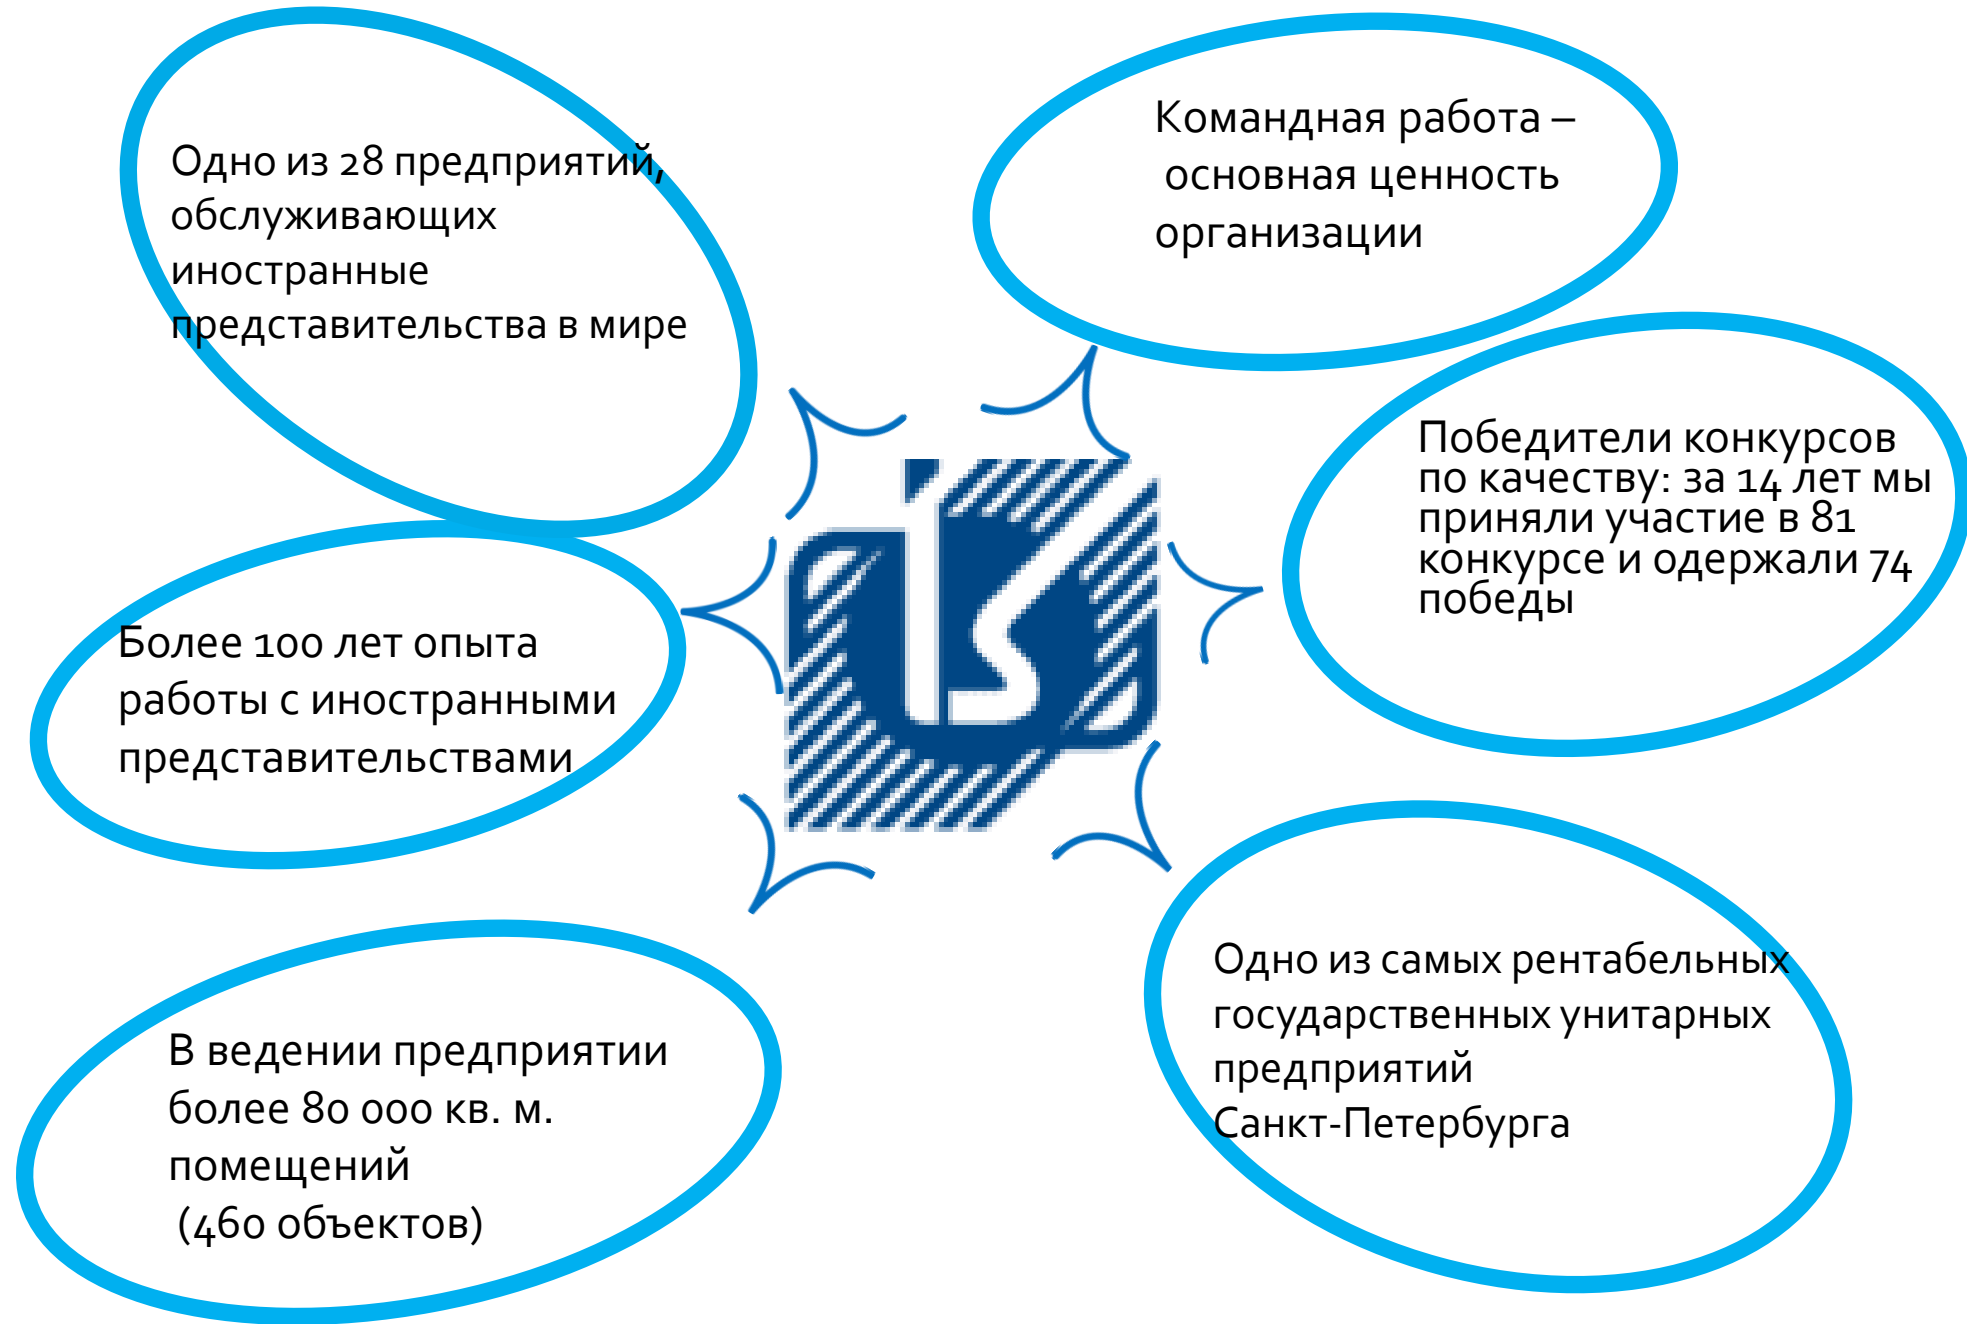 Одно из 28 предприятий,
обслуживающих
иностранные
представительства в мире
Командная работа –
основная ценность
организации
Победители конкурсов
по качеству: за 14 лет мы
приняли участие в 81
конкурсе и одержали 74
победы
Более 100 лет опыта
работы с иностранными
представительствами
В ведении предприятии
более 80 000 кв. м.
помещений
(460 объектов)
Одно из самых рентабельных
государственных унитарных
предприятий
Санкт-Петербурга